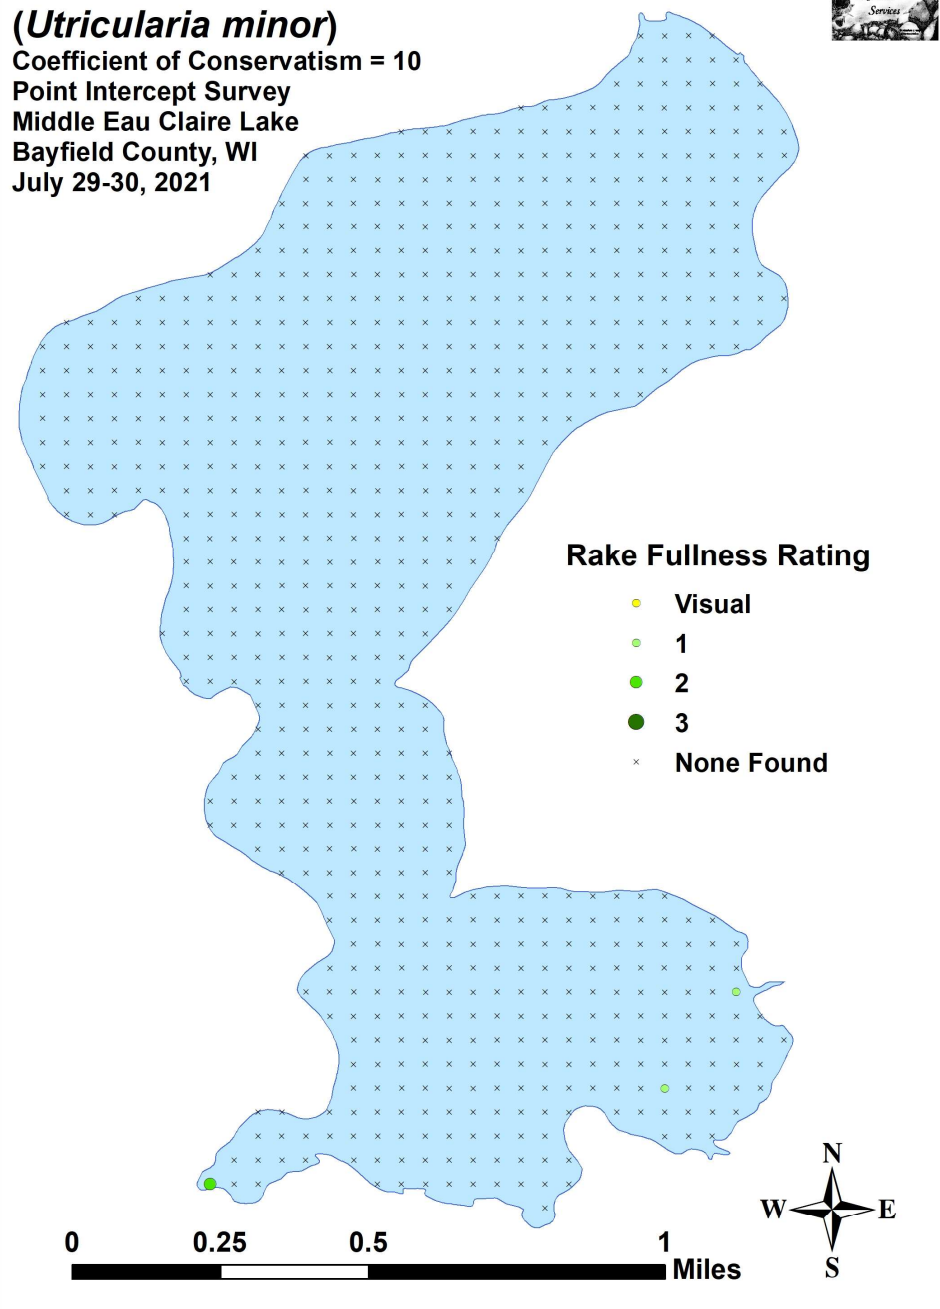 (Utricularia minor)
Coefficient of Conservatism = 10
Point Intercept Survey
Middle Eau Claire Lake
Bayfield County, WI
July 29-30, 2021
Services
Rake Fullness Rating
Visual
1
2
3
None Found
N
W E
S
0 0.25 0.5 1
Miles